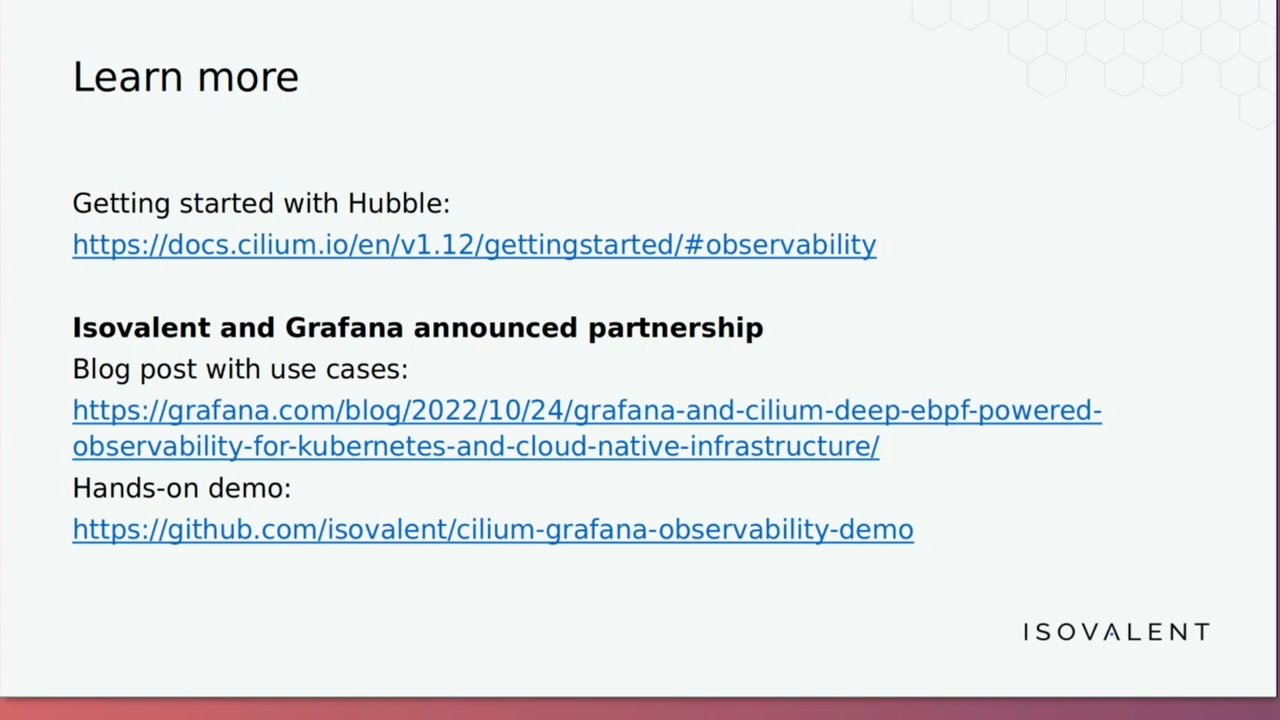 Learn more
Getting started with Hubble:
https://docs.cilium.io/en/v1.12/gettingstarted/#observability
Isovalent and Grafana announced partnership
Blog post with use cases:
https://grafana.com/blog/2022/10/24/grafana-and-cilium-deep-ebpf-powered-
observability-for-kubernetes-and-cloud-native-infrastructure/
Hands-on demo:
https://github.com/isovalent/cilium-grafana-observability-demo
ISOVALENT